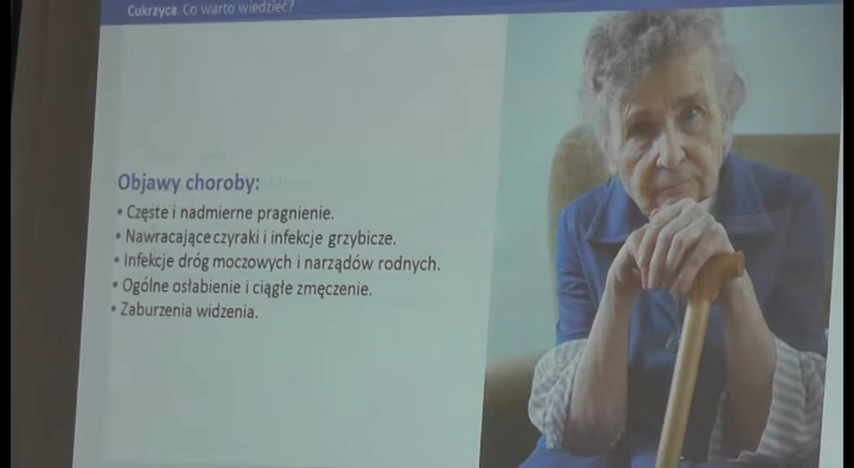 Cukrzyca. Co warto wiedzieć?
Objawy choroby:
• Częste i nadmierne pragnienie.
• Nawracające czyraki i infekcje grzybicze.
• Infekcje dróg moczowych i narządów rodnych.
• Ogólne osłabienie i ciągłe zmęczenie.
• Zaburzenia widzenia.